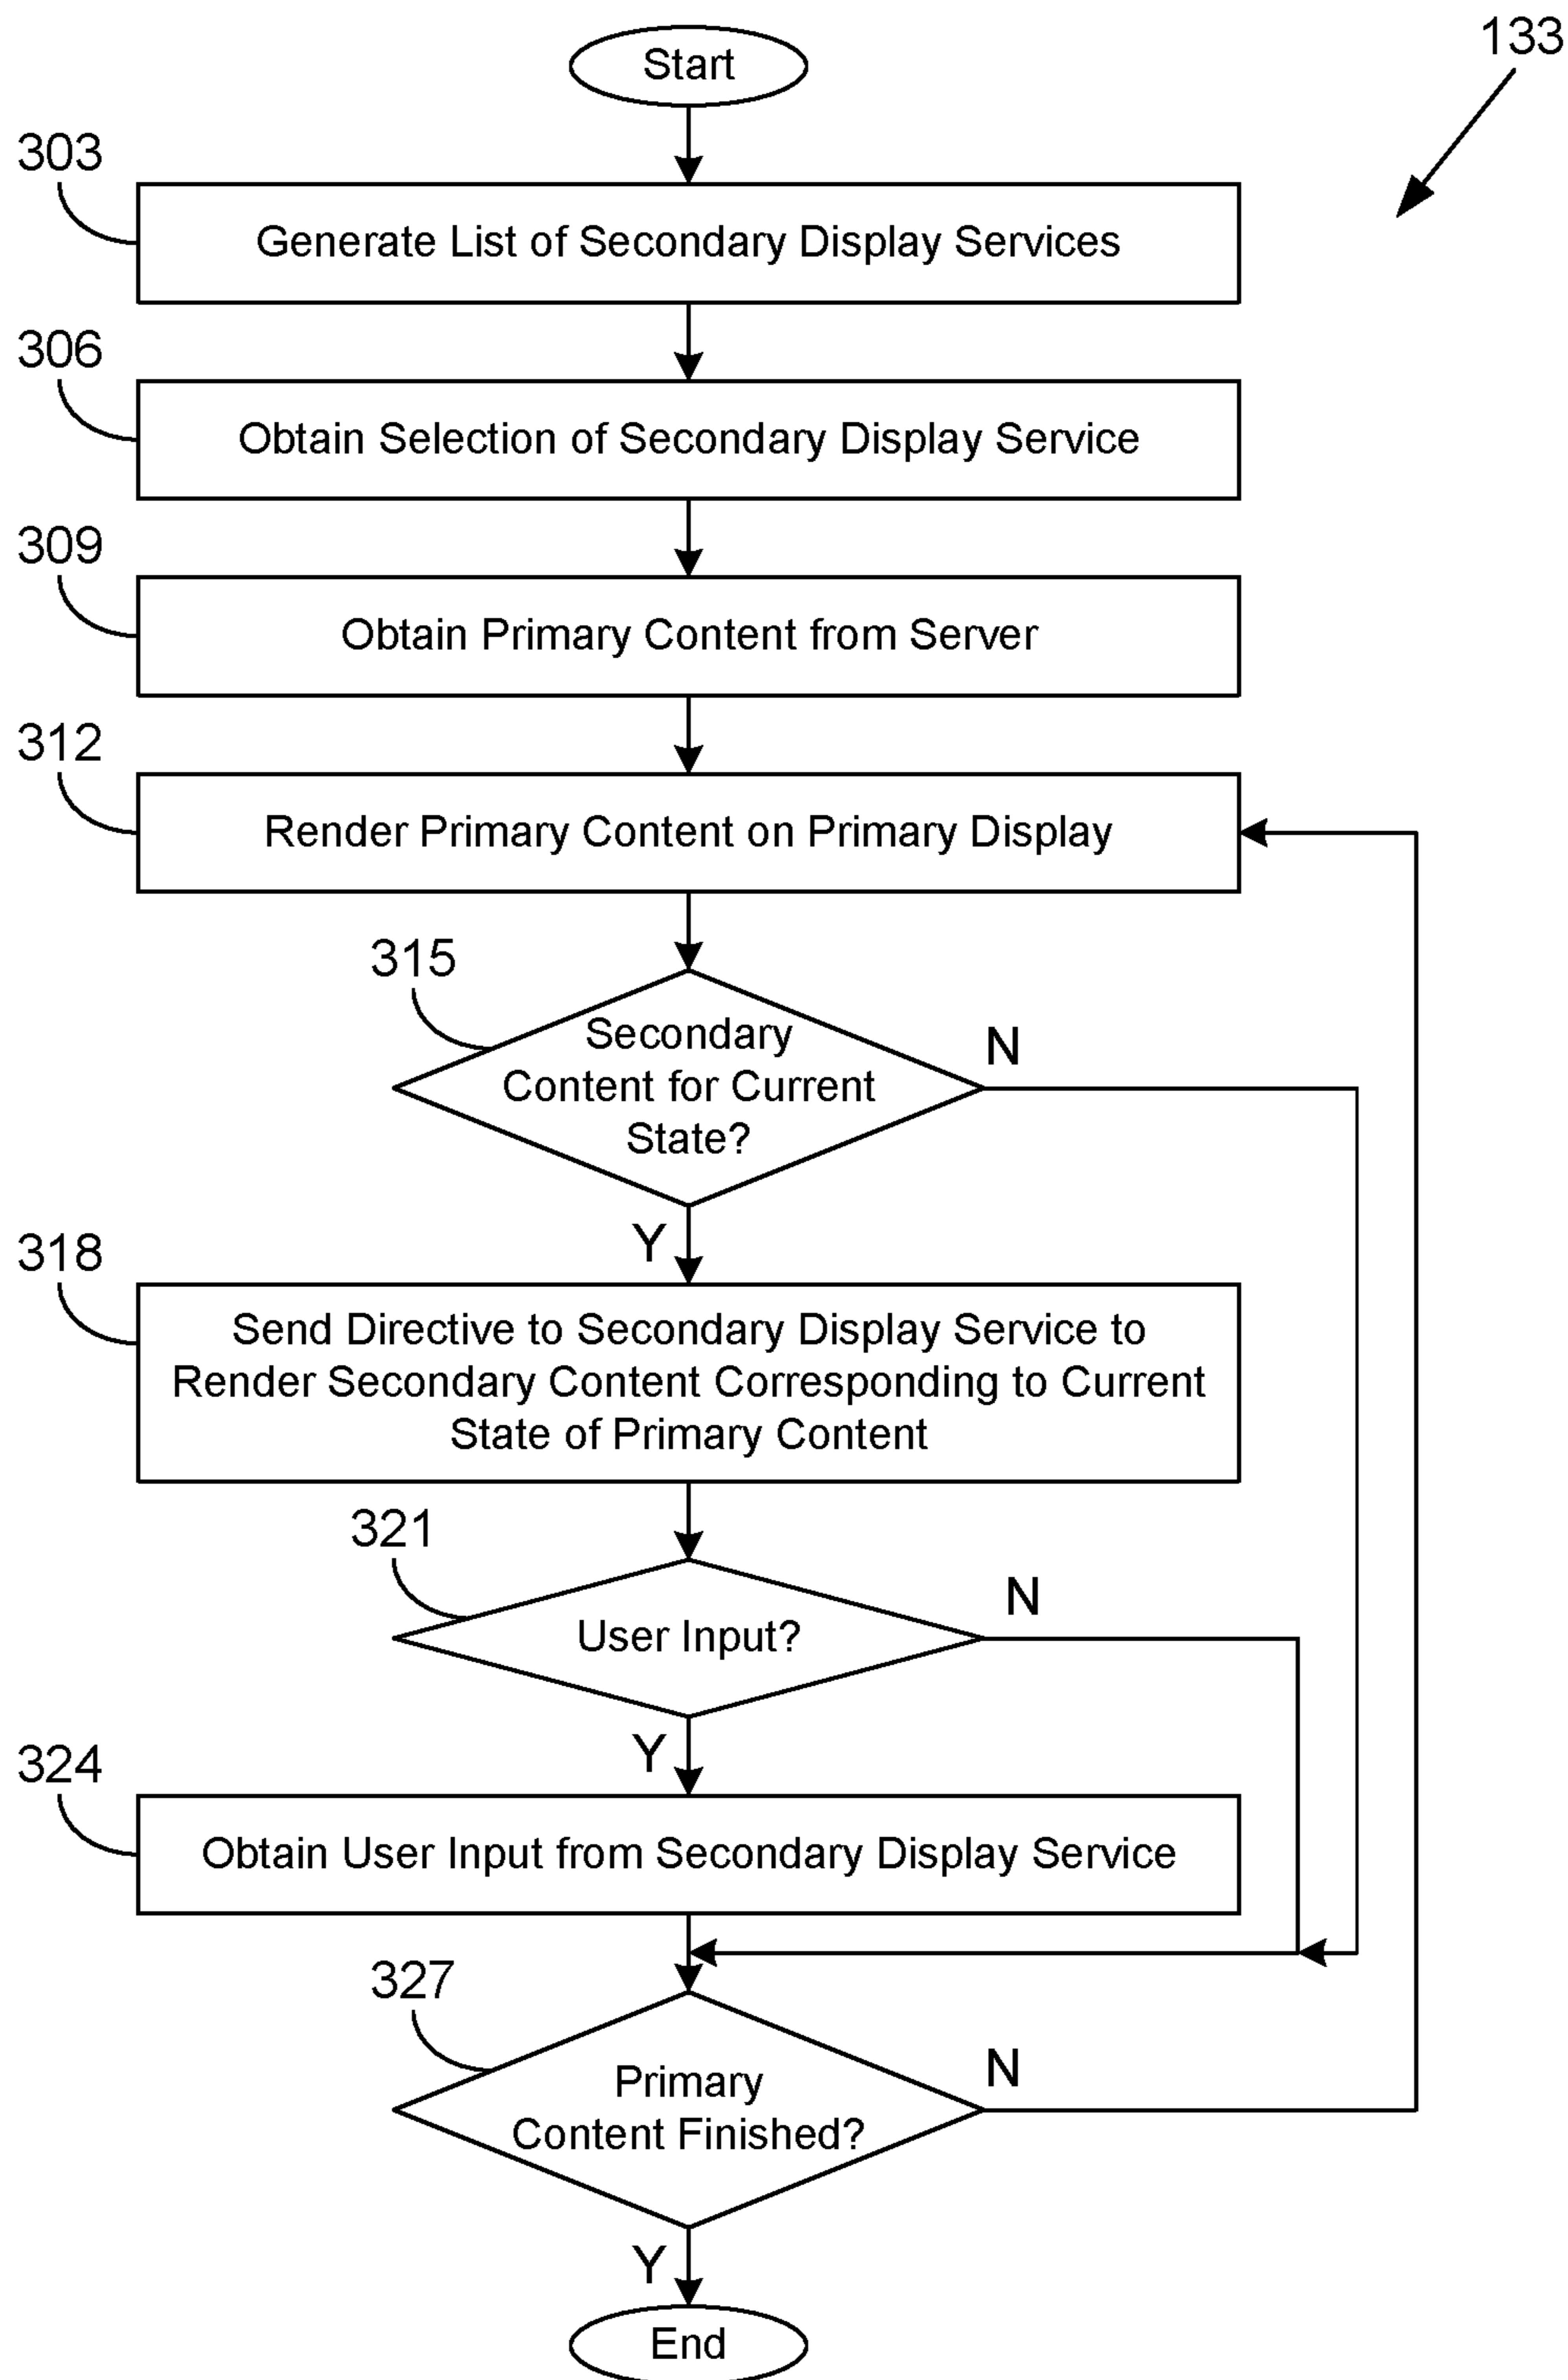 Start
133
303
Generate List of Secondary Display Services
306
Obtain Selection of Secondary Display Service
309
Obtain Primary Content from Server
312
Render Primary Content on Primary Display
315
Secondary
Content for Current
State?
N
Y
318
Send Directive to Secondary Display Service to
Render Secondary Content Corresponding to Current
State of Primary Content
321
User Input?
N
Y
324
Obtain User Input from Secondary Display Service
327
Primary
Content Finished?
N
Y
End